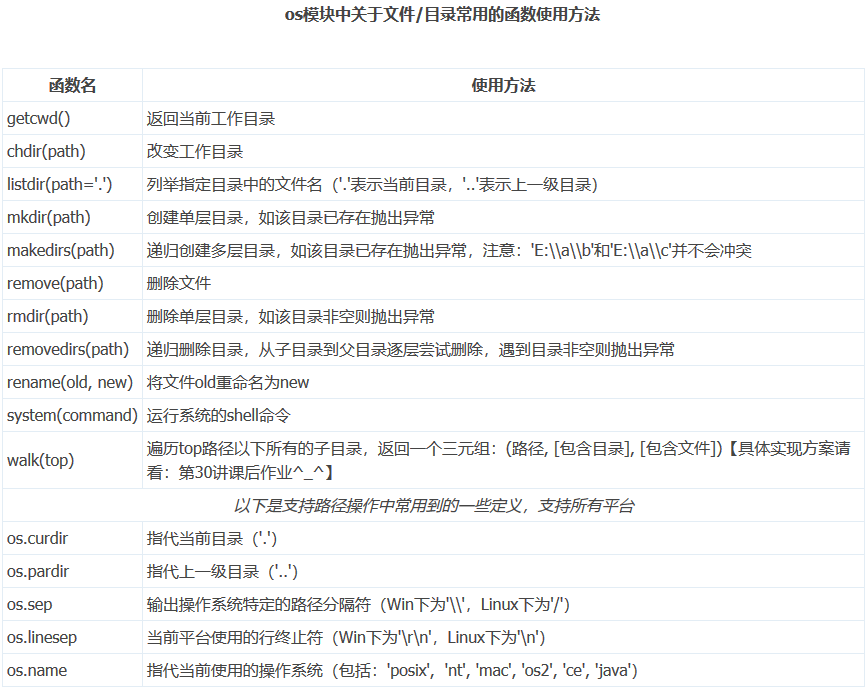 os模块中关于文件/目录常用的函数使用方法
函数名 使用方法
getcwd() 返回当前工作目录
chdir(path) 改变工作目录
listdir(path='.') 列举指定目录中的文件名（'.'表示当前目录，'..'表示上一级目录）
mkdir(path) 创建单层目录，如该目录已存在抛出异常
makedirs(path) 递归创建多层目录，如该目录已存在抛出异常，注意：'E:\\a\\b'和'E:\\a\\c'并不会冲突
remove(path) 删除文件
rmdir(path) 删除单层目录，如该目录非空则抛出异常
removedirs(path) 递归删除目录，从子目录到父目录逐层尝试删除，遇到目录非空则抛出异常
rename(old, new) 将文件old重命名为new
system(command) 运行系统的shell命令
walk(top) 遍历top路径以下所有的子目录，返回一个三元组：(路径, [包含目录], [包含文件])【具体实现方案请
看：第30讲课后作业^_^】
以下是支持路径操作中常用到的一些定义，支持所有平台
os.curdir 指代当前目录（'.'）
os.pardir 指代上一级目录（'..'）
os.sep 输出操作系统特定的路径分隔符（Win下为'\\'，Linux下为'/'）
os.linesep 当前平台使用的行终止符（Win下为'\r\n'，Linux下为'\n'）
os.name 指代当前使用的操作系统（包括：'posix', 'nt', 'mac', 'os2', 'ce', 'java'）